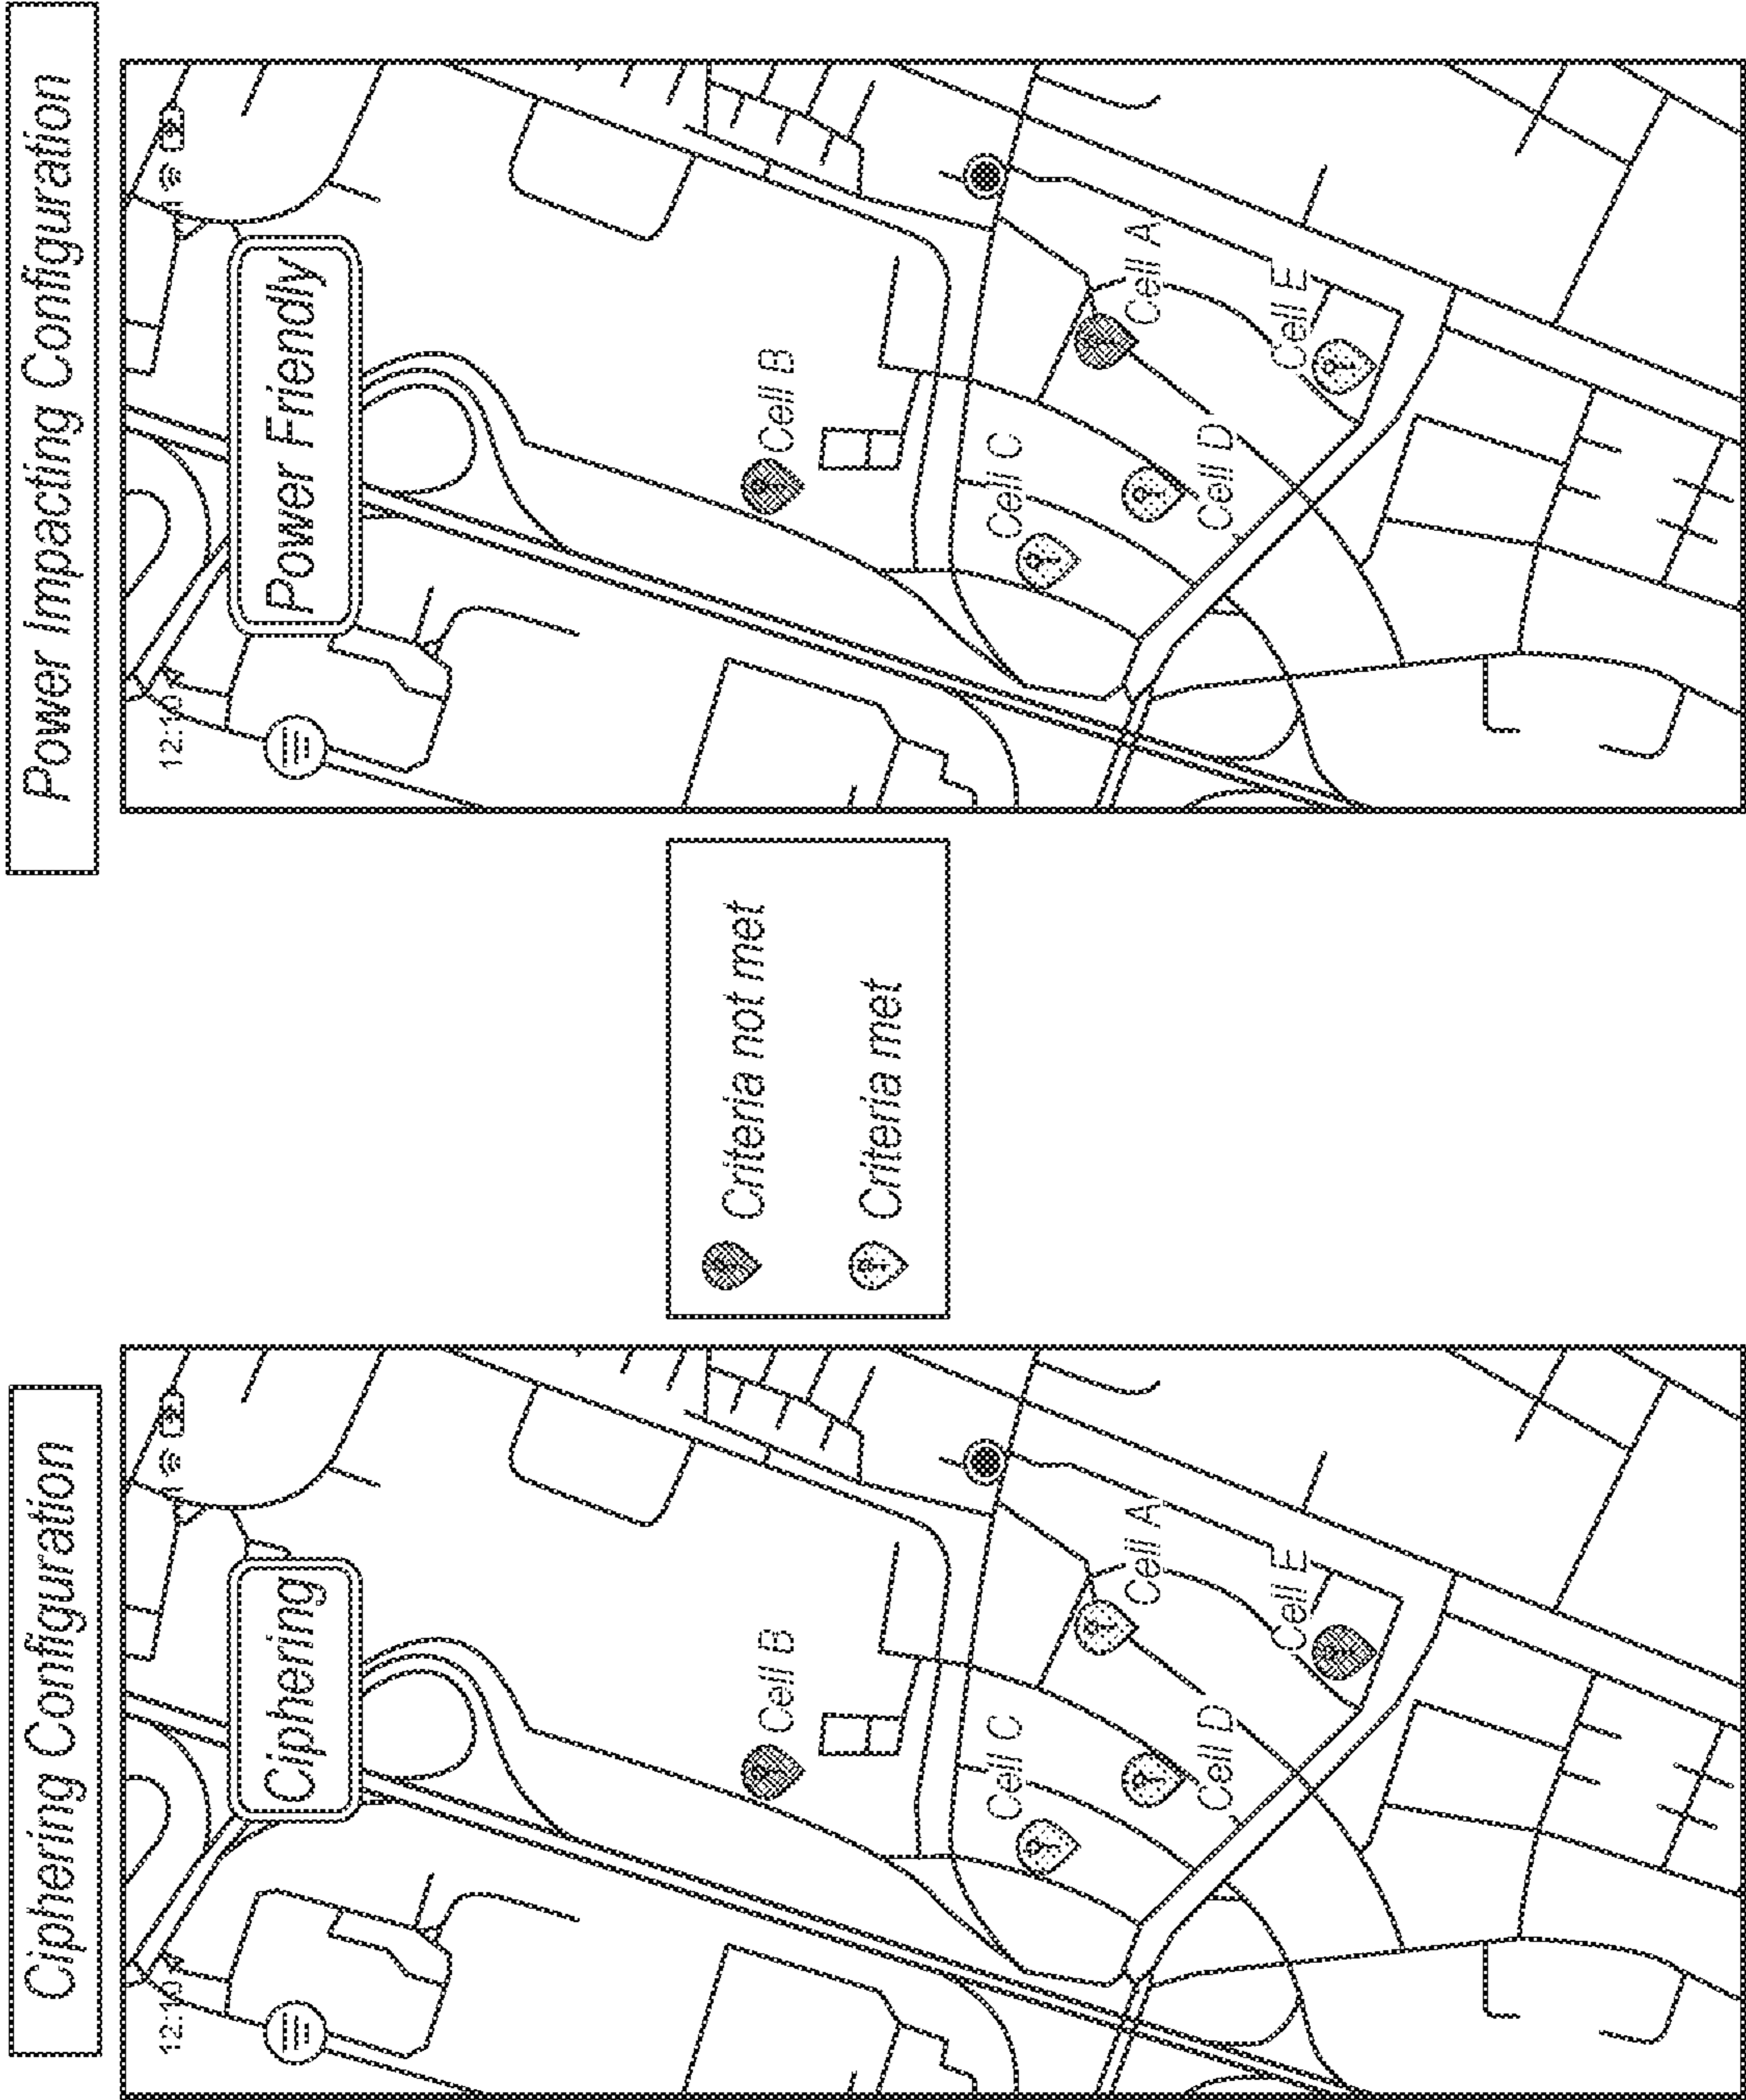 Ciphering Configuration
12:10
Ciphering
Cell B
Cell C
Cell A
Cell D
Cell E
Criteria not met
Criteria met
Power Impacting Configuration
12:10
Power Friendly
Cell B
Cell C
Cell A
Cell D
Cell E